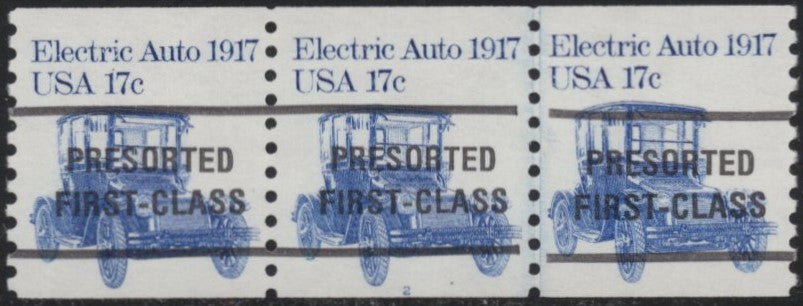 Electric Auto 1917
USA 17c
PRESORTED
FIRST-CLASS
Electric Auto 1917
USA 17c
PRESORTED
FIRST-CLASS
2
Electric Auto 1917
USA 17c
PRESORTED
FIRST-CLASS